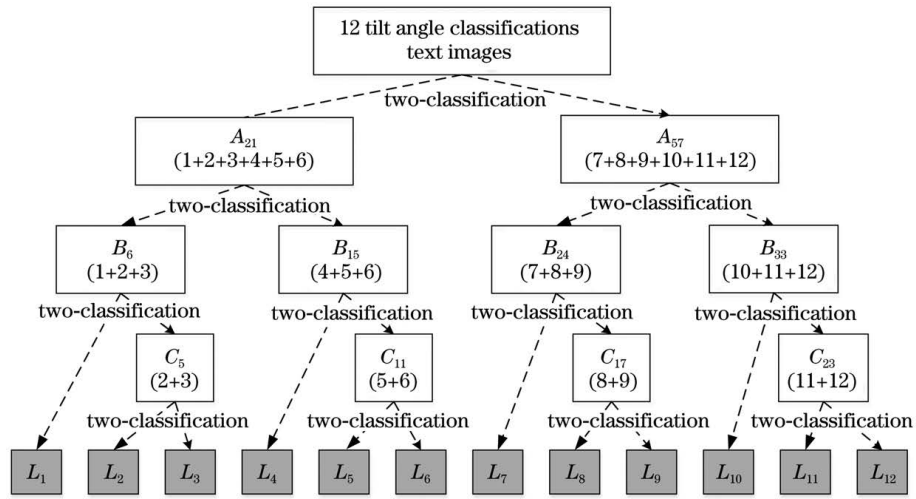 12 tilt angle classifications
text images
two-classification
A₂₁
(1+2+3+4+5+6)
A₅₇
(7+8+9+10+11+12)
two-classification
two-classification
B₆
(1+2+3)
B₁₅
(4+5+6)
B₂₄
(7+8+9)
B₃₃
(10+11+12)
two-classification
two-classification
two-classification
two-classification
C₅
(2+3)
C₁₁
(5+6)
C₁₇
(8+9)
C₂₃
(11+12)
two-classification
two-classification
two-classification
two-classification
L₁
L₂
L₃
L₄
L₅
L₆
L₇
L₈
L₉
L₁₀
L₁₁
L₁₂